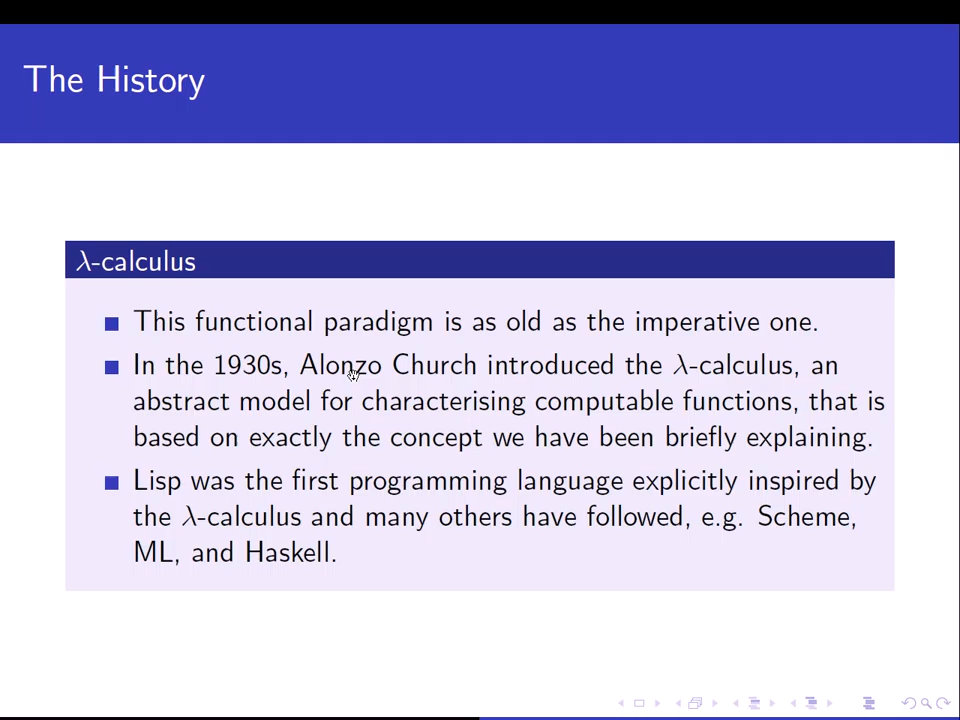 The History
λ-calculus
This functional paradigm is as old as the imperative one.
In the 1930s, Alonzo Church introduced the λ-calculus, an
abstract model for characterising computable functions, that is
based on exactly the concept we have been briefly explaining.
Lisp was the first programming language explicitly inspired by
the λ-calculus and many others have followed, e.g. Scheme,
ML, and Haskell.